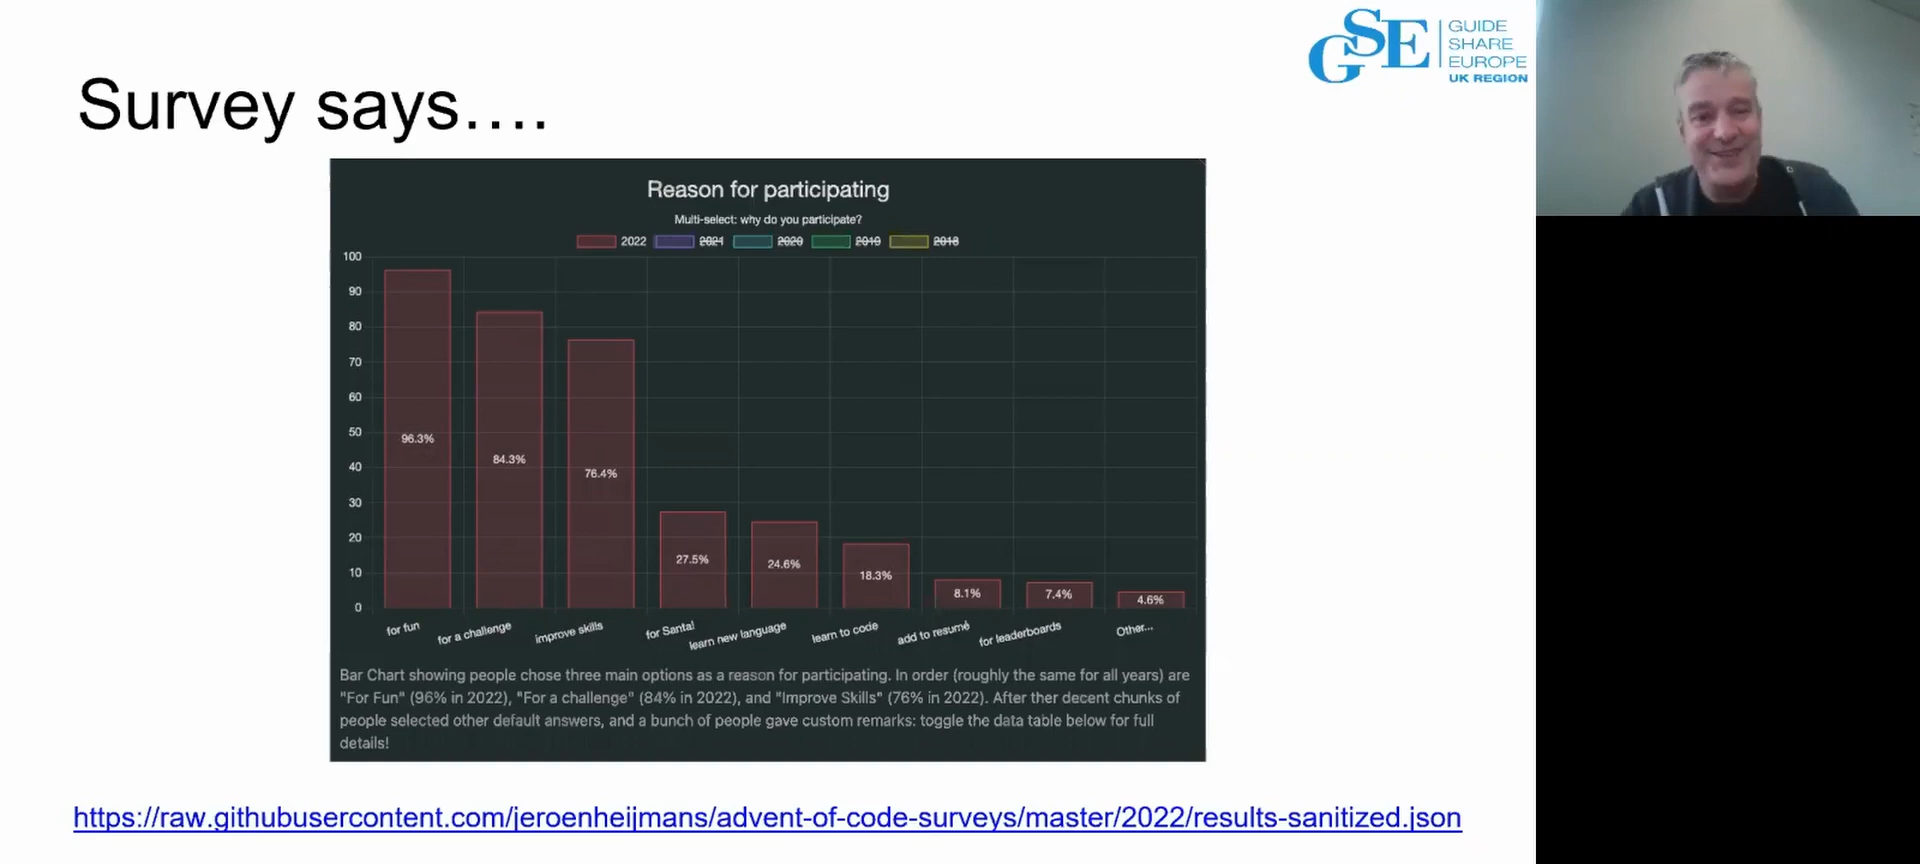 GSE
GUIDE
SHARE
EUROPE
UK REGION
Survey says….
Reason for participating
Multi-select: why do you participate?
2022 2021 2020 2019 2018
100
90
80
70
60
50
40
30
20
10
0
96.3%
84.3%
76.4%
27.5%
24.6%
18.3%
8.1%
7.4%
4.6%
for fun
for a challenge
improve skills
for Santa!
learn new language
learn to code
add to resumé
for leaderboards
Other...
Bar Chart showing people chose three main options as a reason for participating. In order (roughly the same for all years) are
"For Fun" (96% in 2022), "For a challenge" (84% in 2022), and "Improve Skills" (76% in 2022). After ther decent chunks of
people selected other default answers, and a bunch of people gave custom remarks: toggle the data table below for full
details!
https://raw.githubusercontent.com/jeroenheijmans/advent-of-code-surveys/master/2022/results-sanitized.json